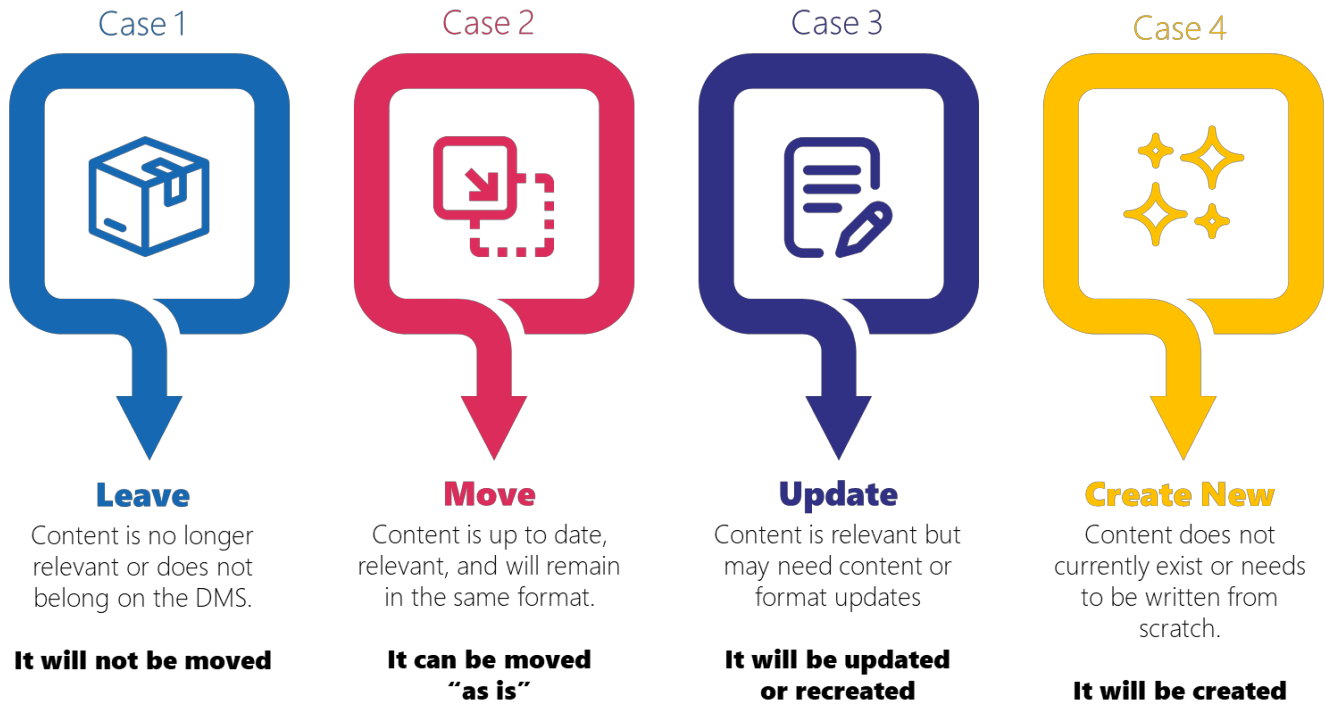 Case 1
Leave
Content is no longer
relevant or does not
belong on the DMS.
It will not be moved
Case 2
Move
Content is up to date,
relevant, and will remain
in the same format.
It can be moved
“as is”
Case 3
Update
Content is relevant but
may need content or
format updates
It will be updated
or recreated
Case 4
Create New
Content does not
currently exist or needs
to be written from
scratch.
It will be created